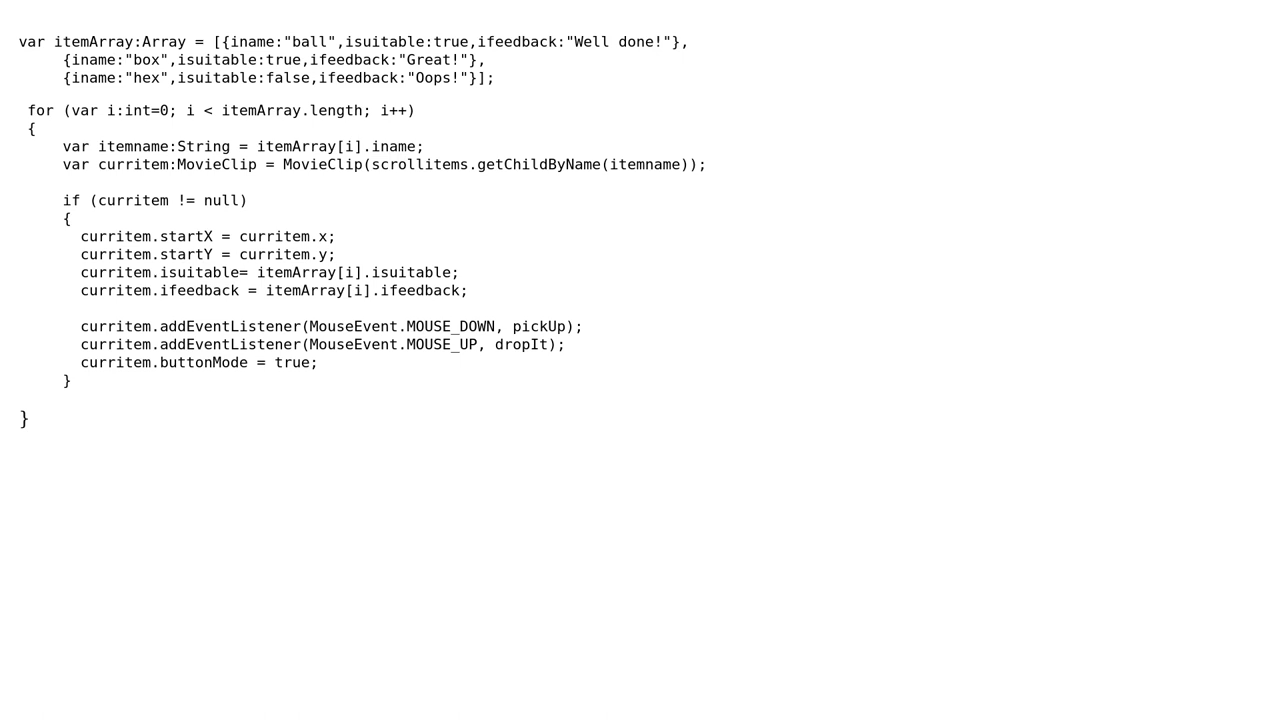 var itemArray:Array = [{iname:"ball",isuitable:true,ifeedback:"Well done!"},
{iname:"box",isuitable:true,ifeedback:"Great!"},
{iname:"hex",isuitable:false,ifeedback:"Oops!"}];
for (var i:int=0; i < itemArray.length; i++)
{
var itemname:String = itemArray[i].iname;
var curritem:MovieClip = MovieClip(scrollitems.getChildByName(itemname));
if (curritem != null)
{
curritem.startX = curritem.x;
curritem.startY = curritem.y;
curritem.isuitable= itemArray[i].isuitable;
curritem.ifeedback = itemArray[i].ifeedback;
curritem.addEventListener(MouseEvent.MOUSE_DOWN, pickUp);
curritem.addEventListener(MouseEvent.MOUSE_UP, dropIt);
curritem.buttonMode = true;
}
}